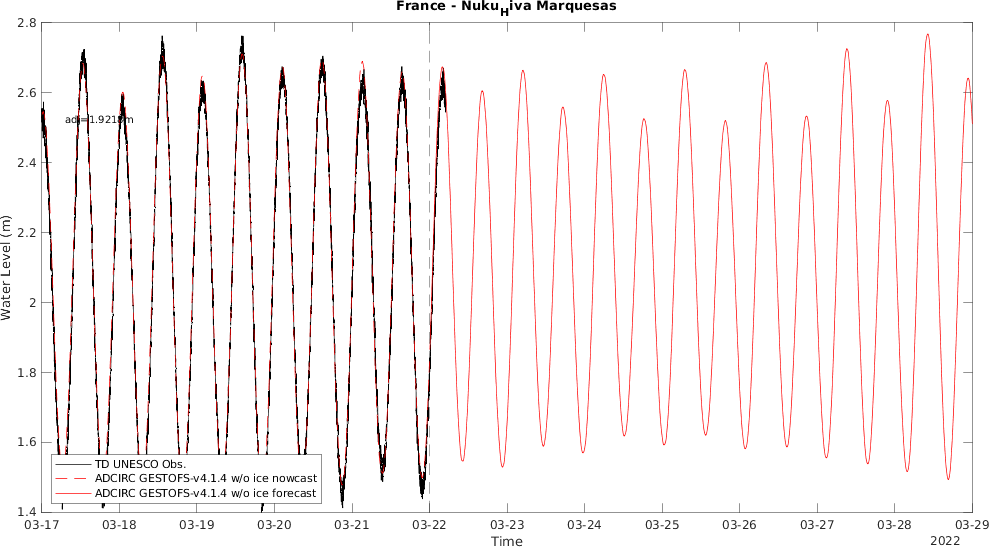 France - Nuku_Hiva Marquesas
2.8
2.6
2.4
2.2
2
1.8
1.6
1.4
Water Level (m)
TD UNESCO Obs.
ADCIRC GESTOFS-v4.1.4 w/o ice nowcast
ADCIRC GESTOFS-v4.1.4 w/o ice forecast
03-17 03-18 03-19 03-20 03-21 03-22 03-23 03-24 03-25 03-26 03-27 03-28 03-29
Time
2022